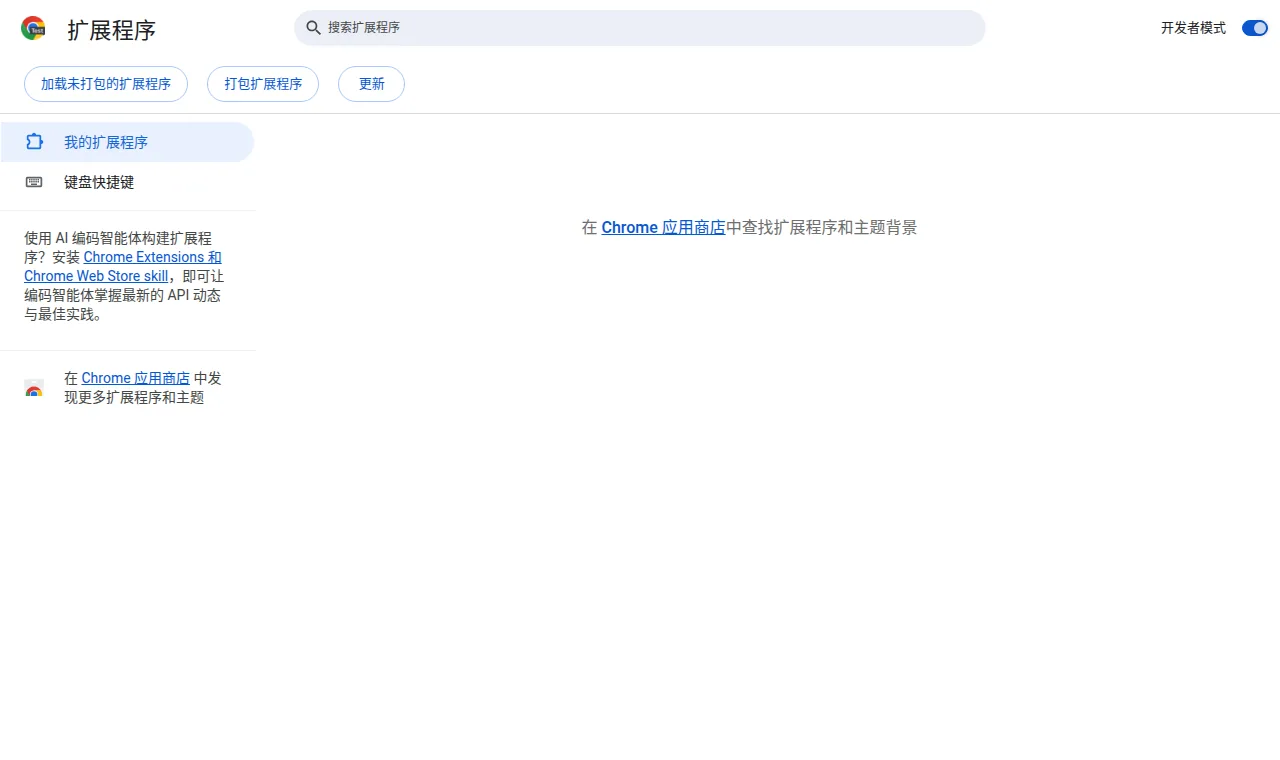 扩展程序
搜索扩展程序
开发者模式
加载未打包的扩展程序
打包扩展程序
更新
我的扩展程序
键盘快捷键
使用 AI 编码智能体构建扩展程
序？安装 Chrome Extensions 和
Chrome Web Store skill，即可让
编码智能体掌握最新的 API 动态
与最佳实践。
在 Chrome 应用商店 中发
现更多扩展程序和主题
在 Chrome 应用商店中查找扩展程序和主题背景
Test